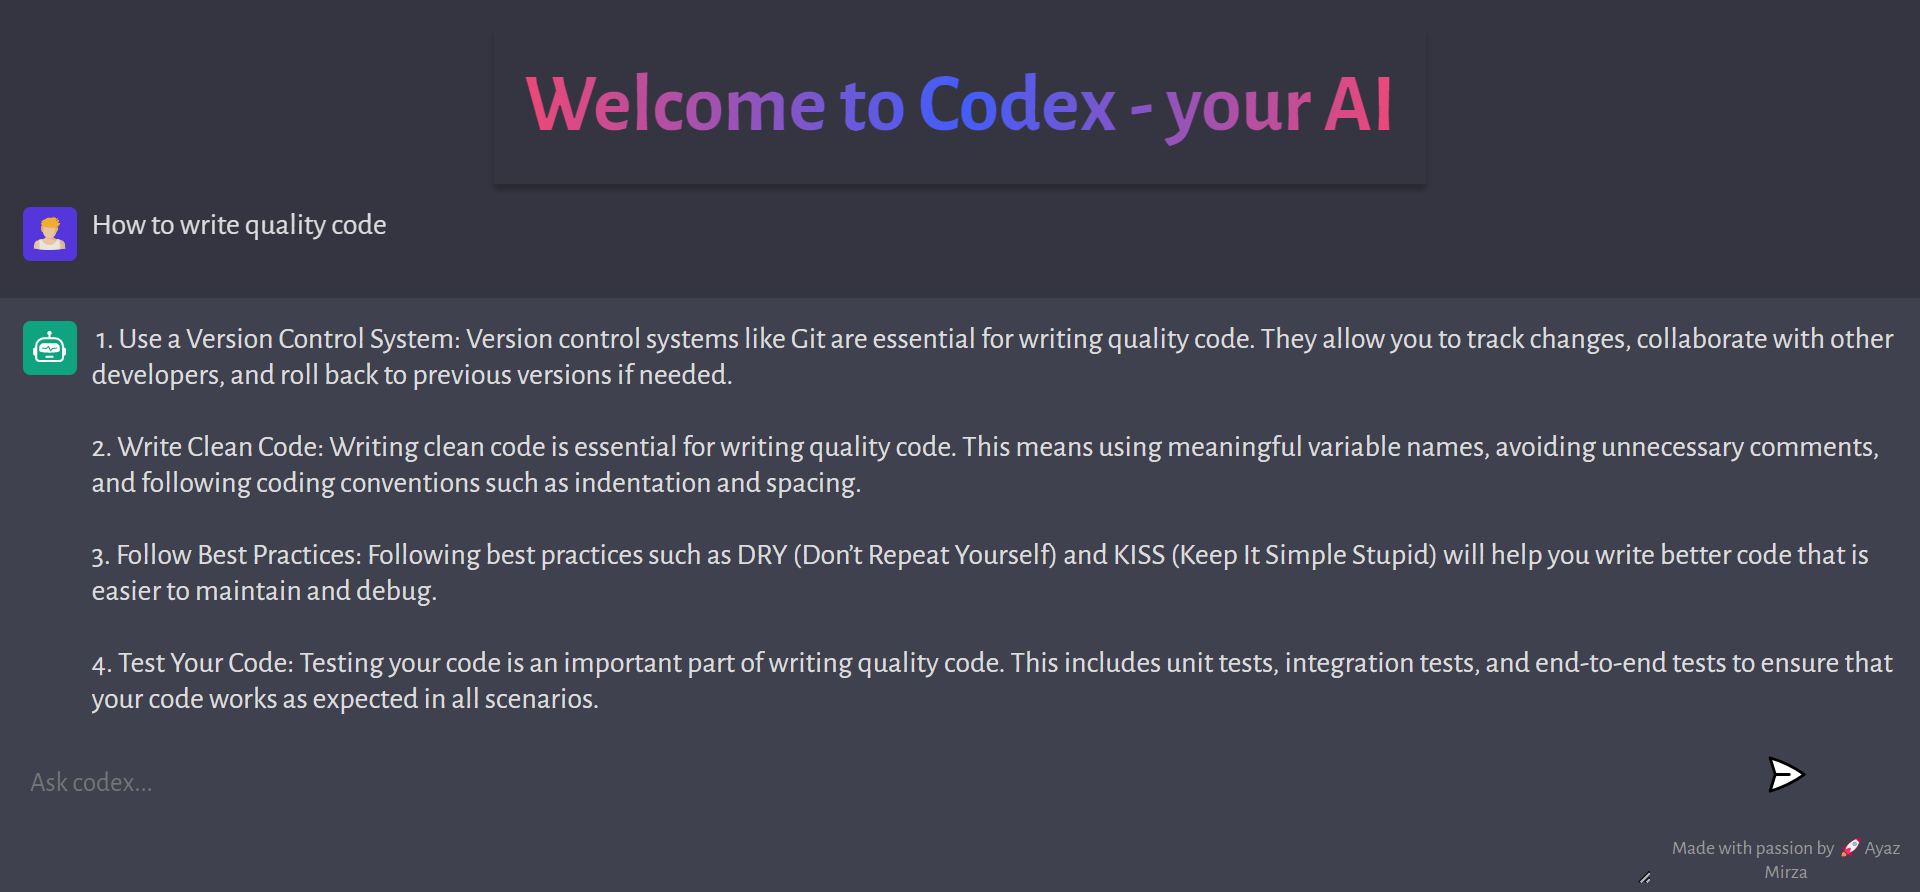 Welcome to Codex - your AI
How to write quality code
1. Use a Version Control System: Version control systems like Git are essential for writing quality code. They allow you to track changes, collaborate with other
developers, and roll back to previous versions if needed.
2. Write Clean Code: Writing clean code is essential for writing quality code. This means using meaningful variable names, avoiding unnecessary comments,
and following coding conventions such as indentation and spacing.
3. Follow Best Practices: Following best practices such as DRY (Don’t Repeat Yourself) and KISS (Keep It Simple Stupid) will help you write better code that is
easier to maintain and debug.
4. Test Your Code: Testing your code is an important part of writing quality code. This includes unit tests, integration tests, and end-to-end tests to ensure that
your code works as expected in all scenarios.
Ask codex...
Made with passion by 🚀 Ayaz
Mirza